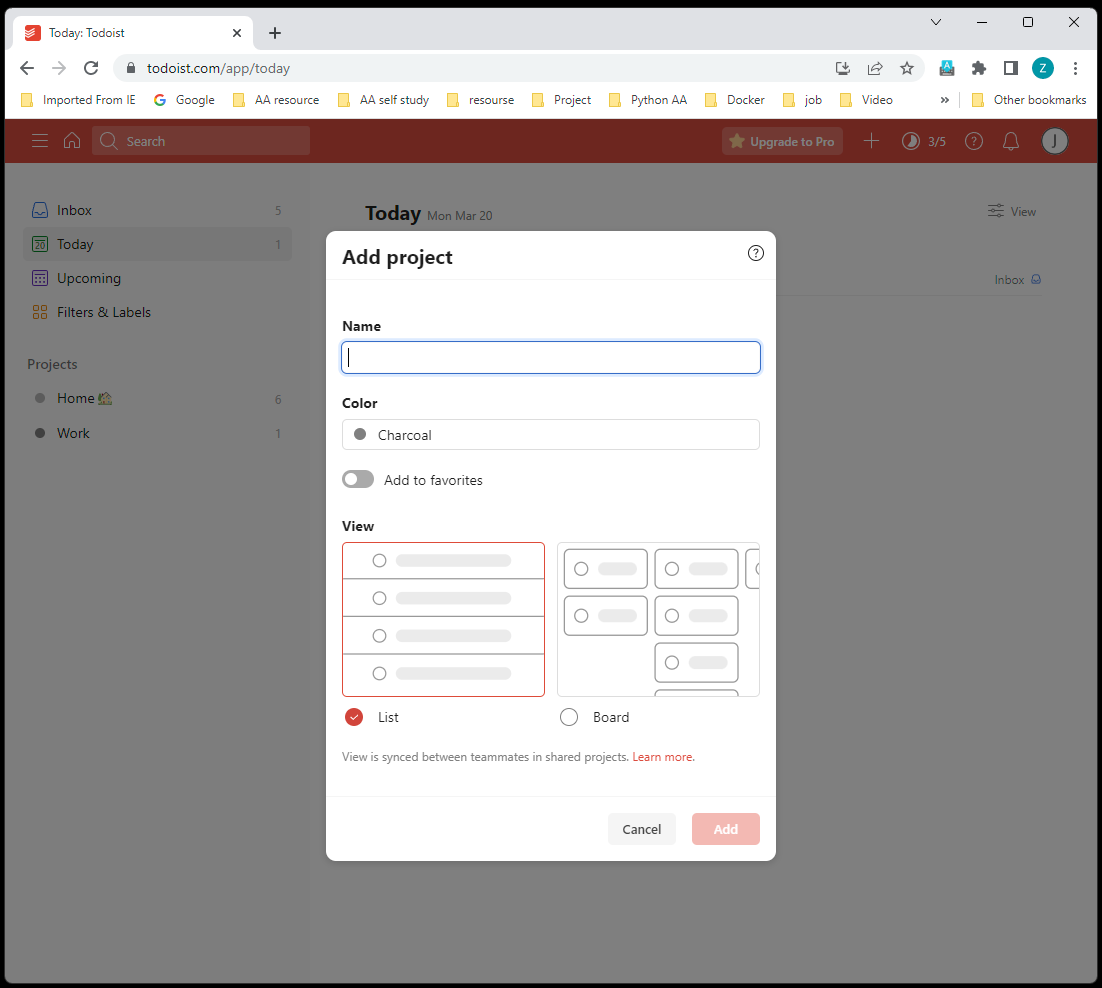 Today: Todoist
todoist.com/app/today
Z
Imported From IE Google AA resource AA self study resourse Project Python AA Docker job Video » Other bookmarks
Search Upgrade to Pro 3/5 ? J
Inbox 5
Today Mon Mar 20 View
20 Today 1
Upcoming
Inbox
Filters & Labels
Projects
Home 6
Work 1
Add project ?
Name
Color
Charcoal
Add to favorites
View
List Board
View is synced between teammates in shared projects. Learn more.
Cancel Add